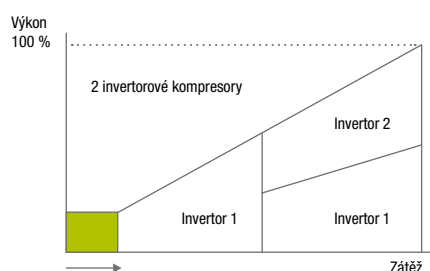 Výkon
100 %
2 invertorové kompresory
Invertor 2
Invertor 1
Invertor 1
Zátěž